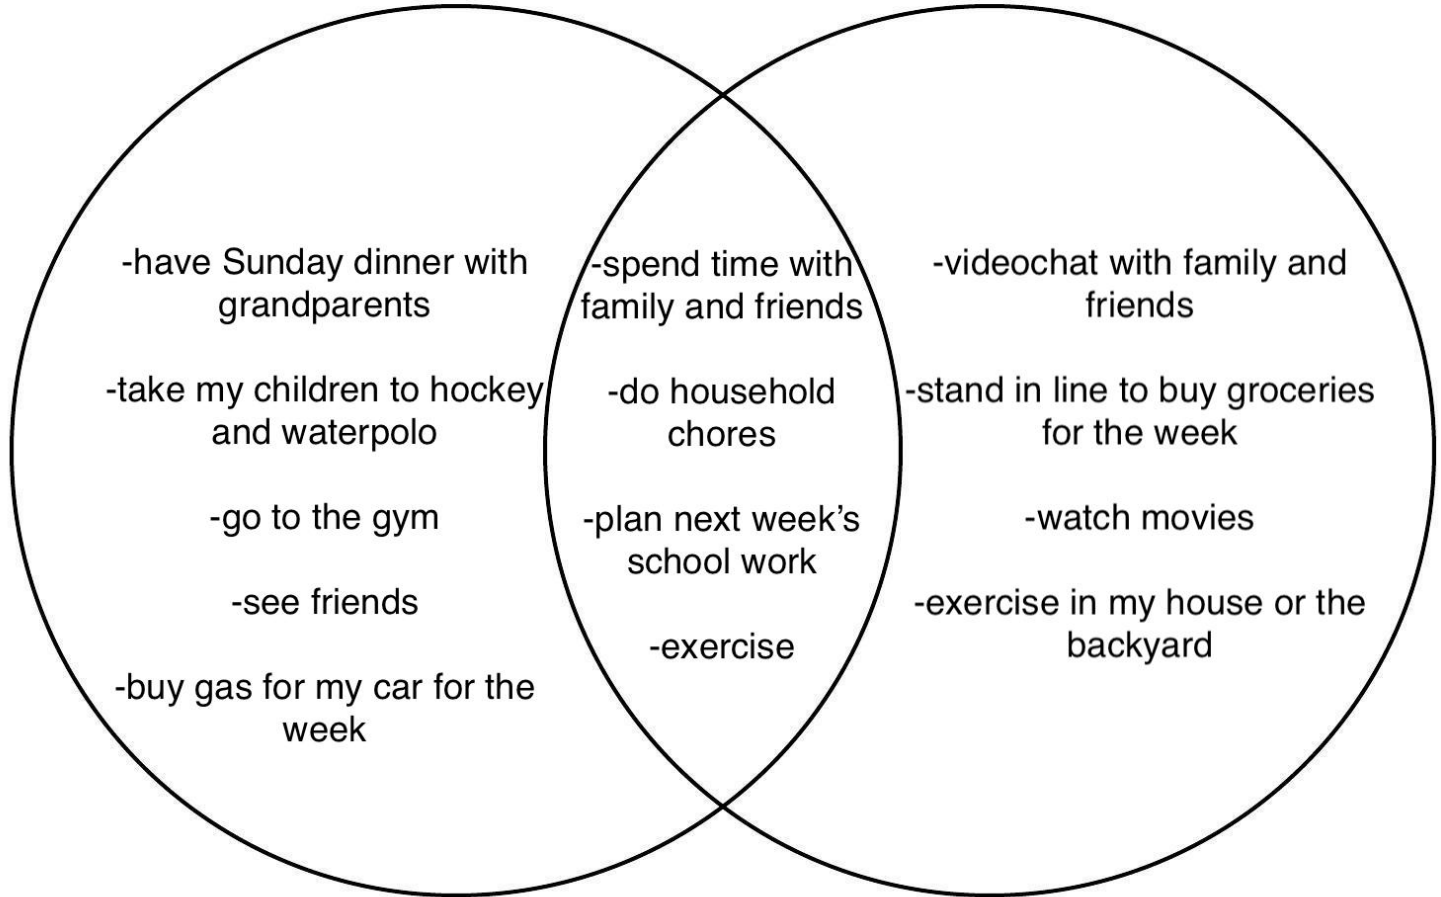 -have Sunday dinner with
grandparents
-take my children to hockey
and waterpolo
-go to the gym
-see friends
-buy gas for my car for the
week
-spend time with
family and friends
-do household
chores
-plan next week’s
school work
-exercise
-videochat with family and
friends
-stand in line to buy groceries
for the week
-watch movies
-exercise in my house or the
backyard